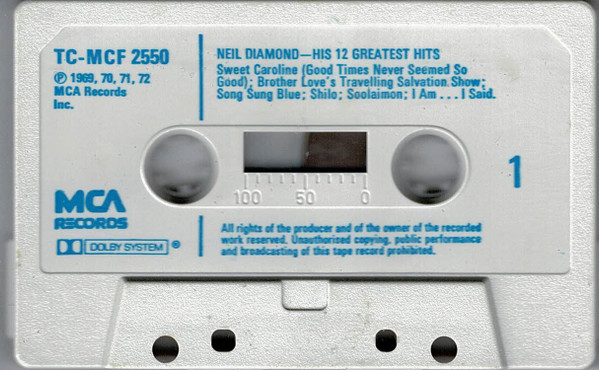 TC-MCF 2550
℗ 1969, 70, 71, 72
MCA Records
Inc.
NEIL DIAMOND—HIS 12 GREATEST HITS
Sweet Caroline (Good Times Never Seemed So
Good); Brother Love's Travelling Salvation Show;
Song Sung Blue; Shilo; Soolaimon; I Am . . . I Said.
100 50 0
1
MCA
RECORDS
DOLBY SYSTEM ®
All rights of the producer and of the owner of the recorded
work reserved. Unauthorised copying, public performance
and broadcasting of this tape record prohibited.